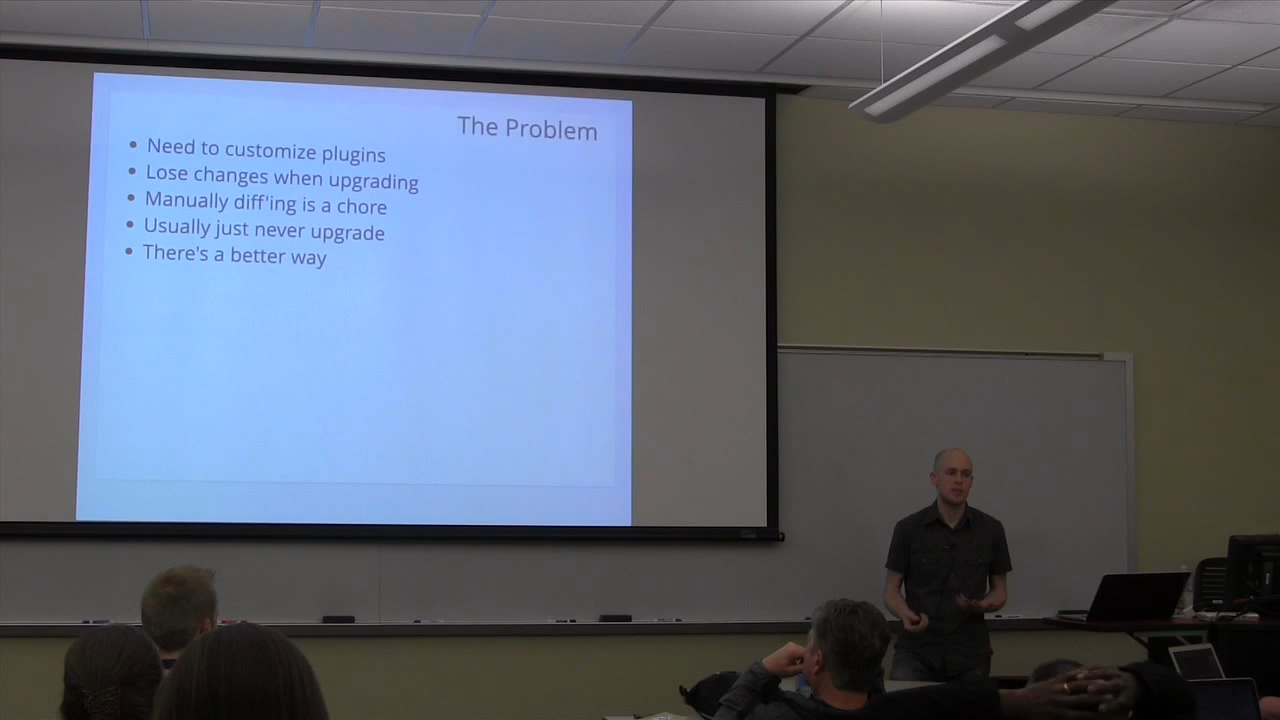 The Problem
• Need to customize plugins
• Lose changes when upgrading
• Manually diff'ing is a chore
• Usually just never upgrade
• There's a better way